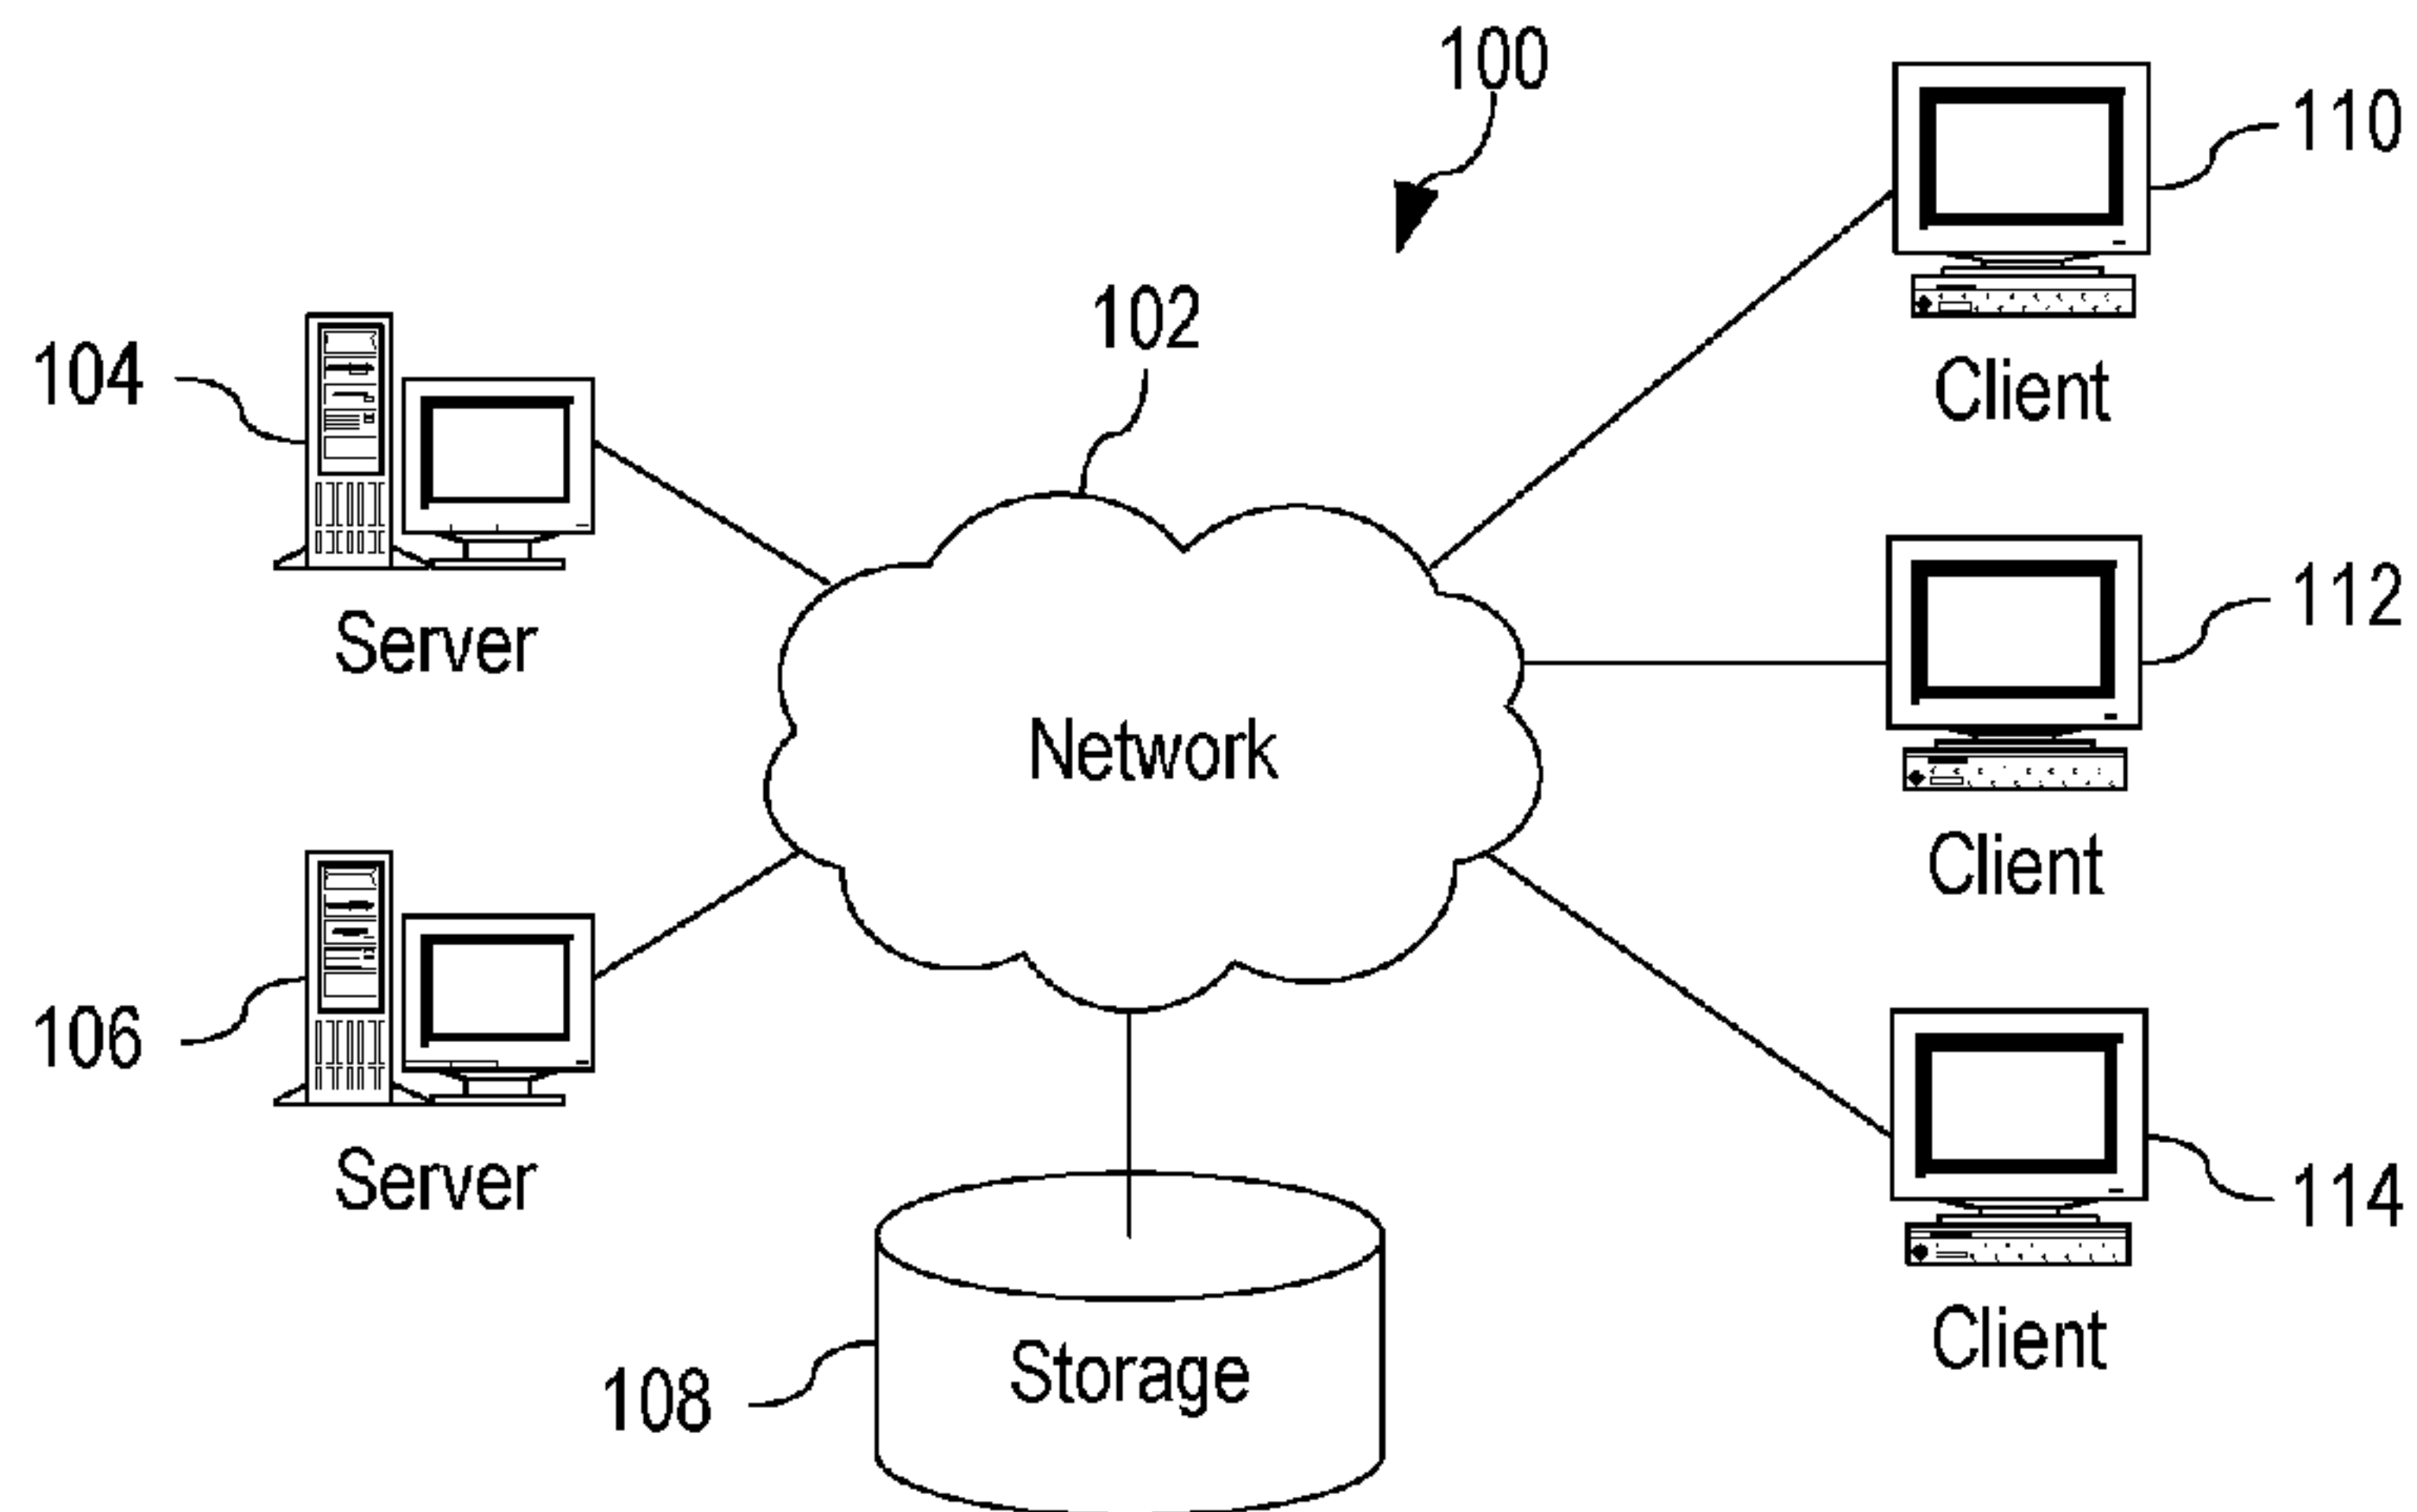 100
110
102
104
Client
112
Server
Network
Client
106
Server
114
Storage
108
Client